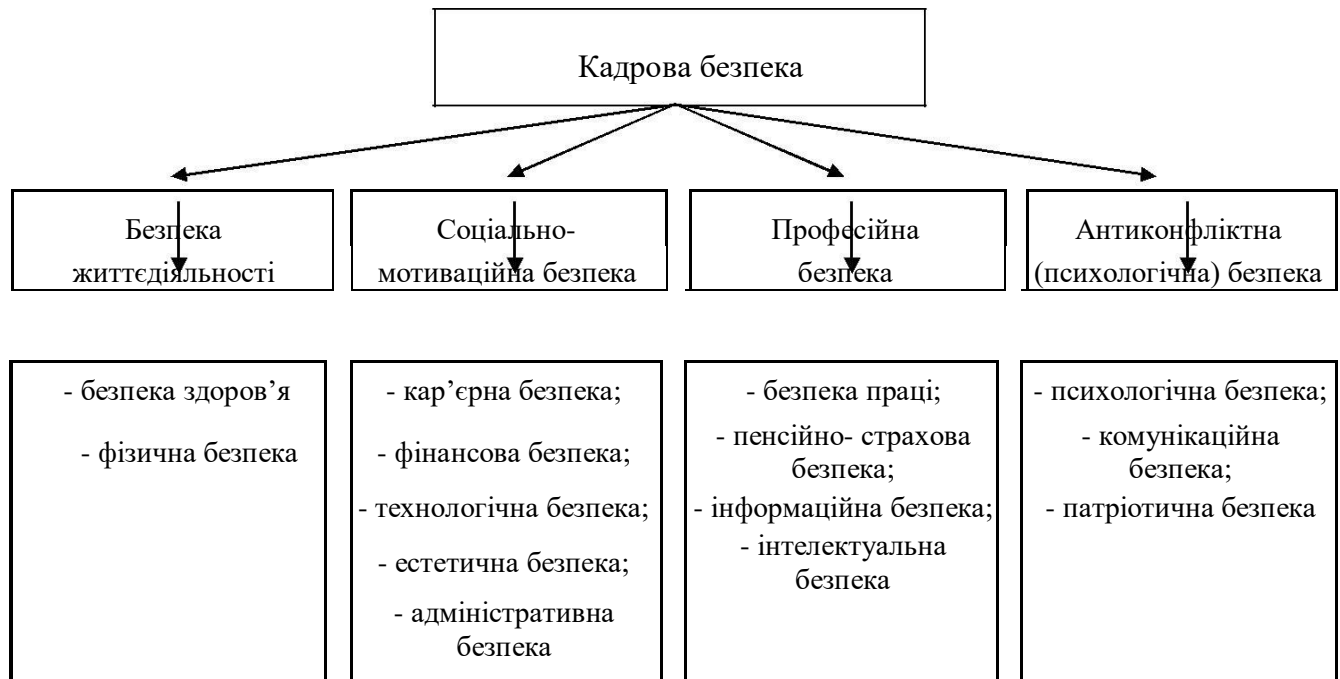 Кадрова безпека
Безпека
життєдіяльності
Соціально-
мотиваційна безпека
Професійна
безпека
Антиконфліктна
(психологічна) безпека
- безпека здоров’я
- фізична безпека
- кар’єрна безпека;
- фінансова безпека;
- технологічна безпека;
- естетична безпека;
- адміністративна
безпека
- безпека праці;
- пенсійно- страхова
безпека;
- інформаційна безпека;
- інтелектуальна
безпека
- психологічна безпека;
- комунікаційна
безпека;
- патріотична безпека